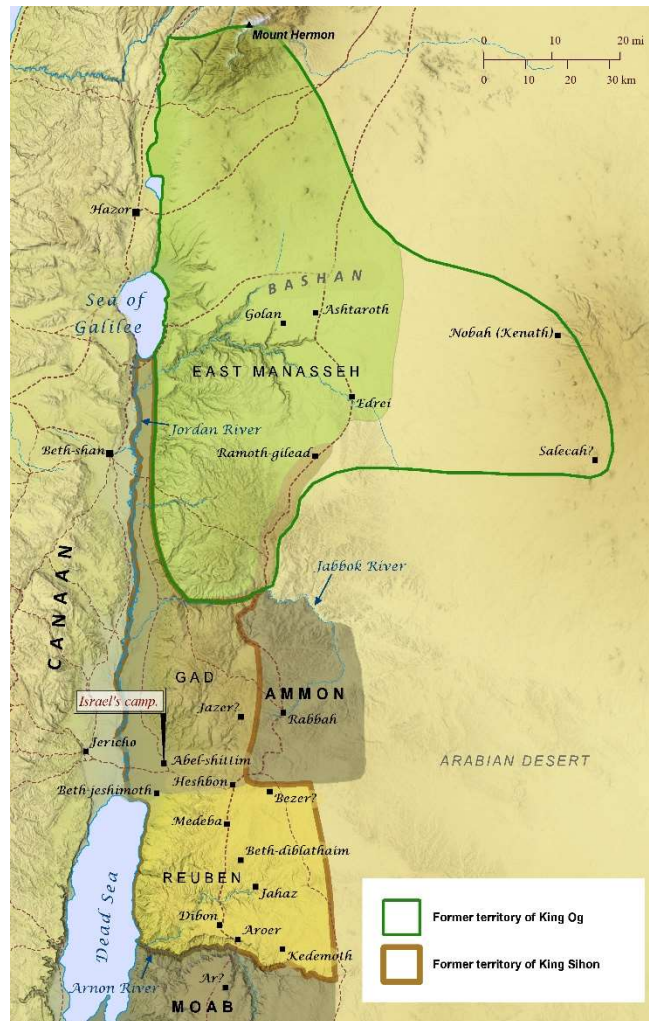 Mount Hermon
0 10 20 mi
0 10 20 30 km
Hazor
BASHAN
Sea of
Galilee
Golan
Ashtaroth
Nobah (Kenath)
EAST MANASSEH
Edrei
Jordan River
Beth-shan
Ramoth-gilead
Salecah?
CANAAN
Jabbok River
GAD
AMMON
Israel's camp.
Jazer?
Rabbah
Jericho
Abel-shittim
ARABIAN DESERT
Heshbon
Beth-jeshimoth
Bezer?
Medeba
Beth-diblathaim
REUBEN
Jahaz
Dead Sea
Dibon
Aroer
Kedemoth
Arnon River
Ar?
MOAB
Former territory of King Og
Former territory of King Sihon